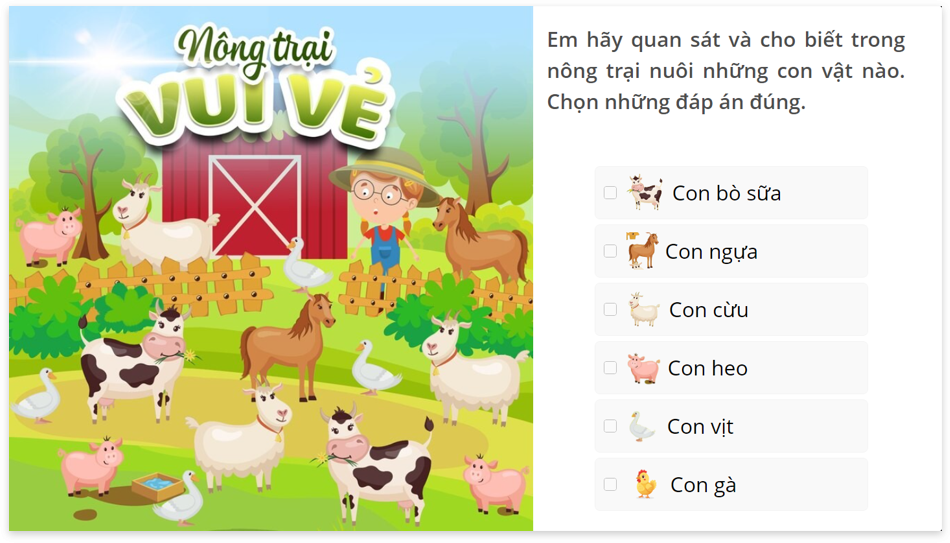 Nông trại
VUI VẺ
Em hãy quan sát và cho biết trong
nông trại nuôi những con vật nào.
Chọn những đáp án đúng.
Con bò sữa
Con ngựa
Con cừu
Con heo
Con vịt
Con gà